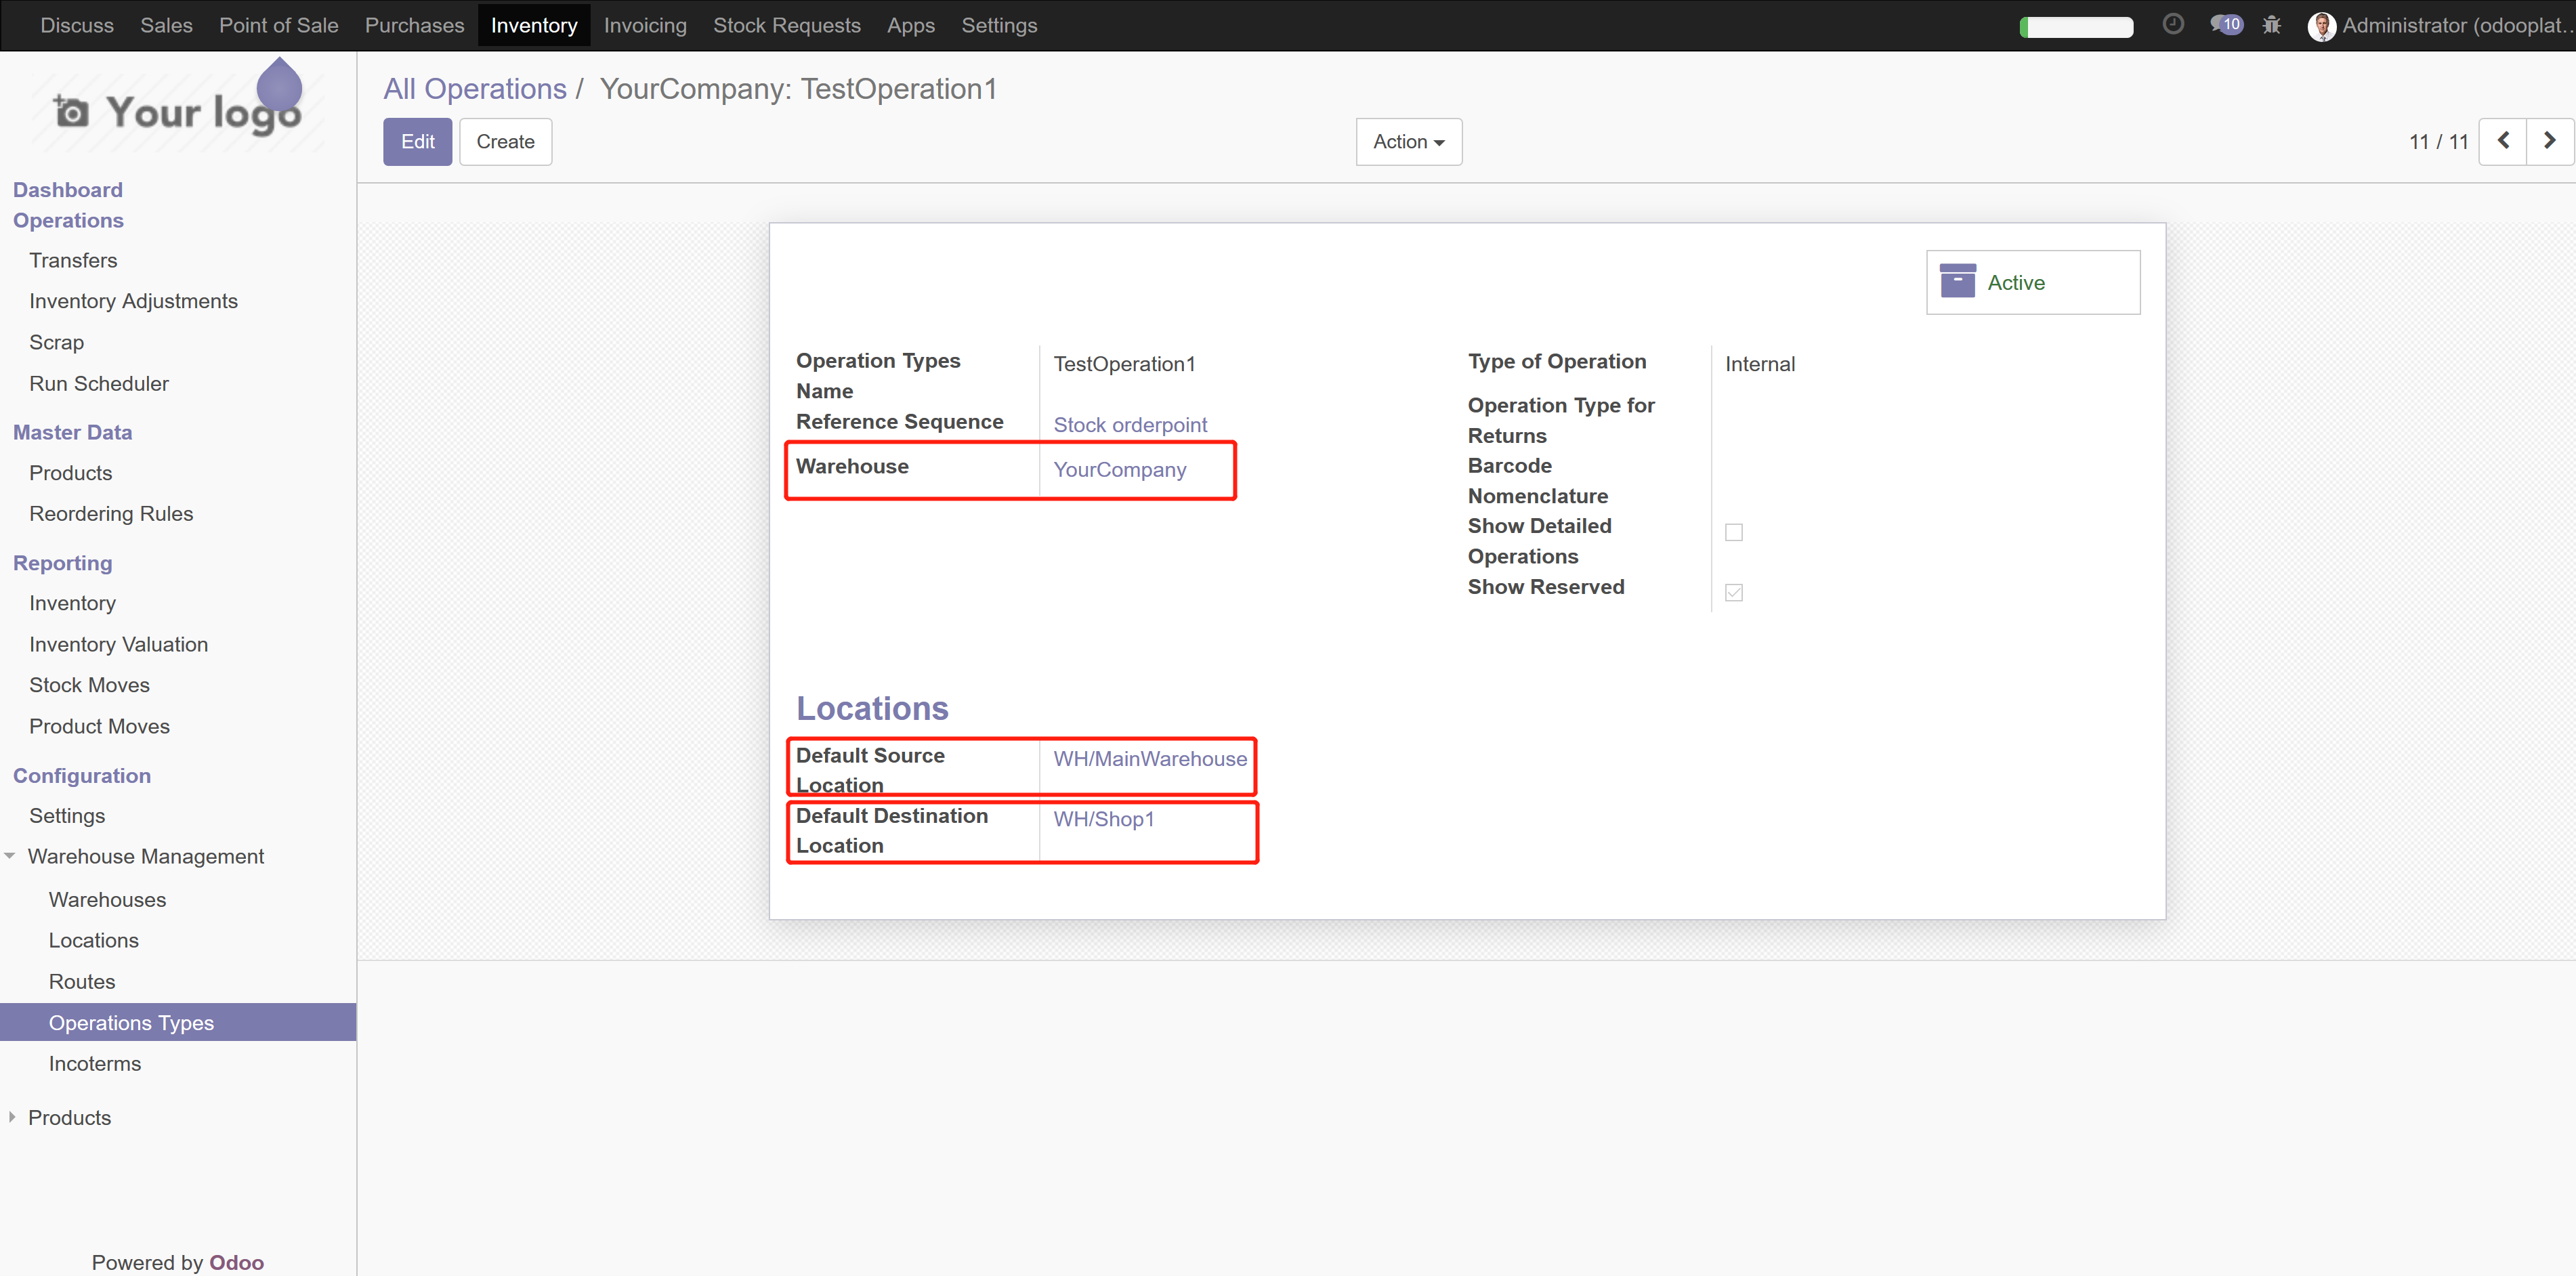 Discuss Sales Point of Sale Purchases Inventory Invoicing Stock Requests Apps Settings 10 Administrator (odooplat...
Your logo
All Operations / YourCompany: TestOperation1
Edit Create Action 11 / 11
Dashboard
Operations
Transfers
Inventory Adjustments
Scrap
Run Scheduler
Master Data
Products
Reordering Rules
Reporting
Inventory
Inventory Valuation
Stock Moves
Product Moves
Configuration
Settings
Warehouse Management
Warehouses
Locations
Routes
Operations Types
Incoterms
Products
Powered by Odoo
Active
Operation Types
Name
TestOperation1
Reference Sequence Stock orderpoint
Warehouse YourCompany
Type of Operation Internal
Operation Type for
Returns
Barcode
Nomenclature
Show Detailed
Operations
Show Reserved
Locations
Default Source
Location
WH/MainWarehouse
Default Destination
Location
WH/Shop1